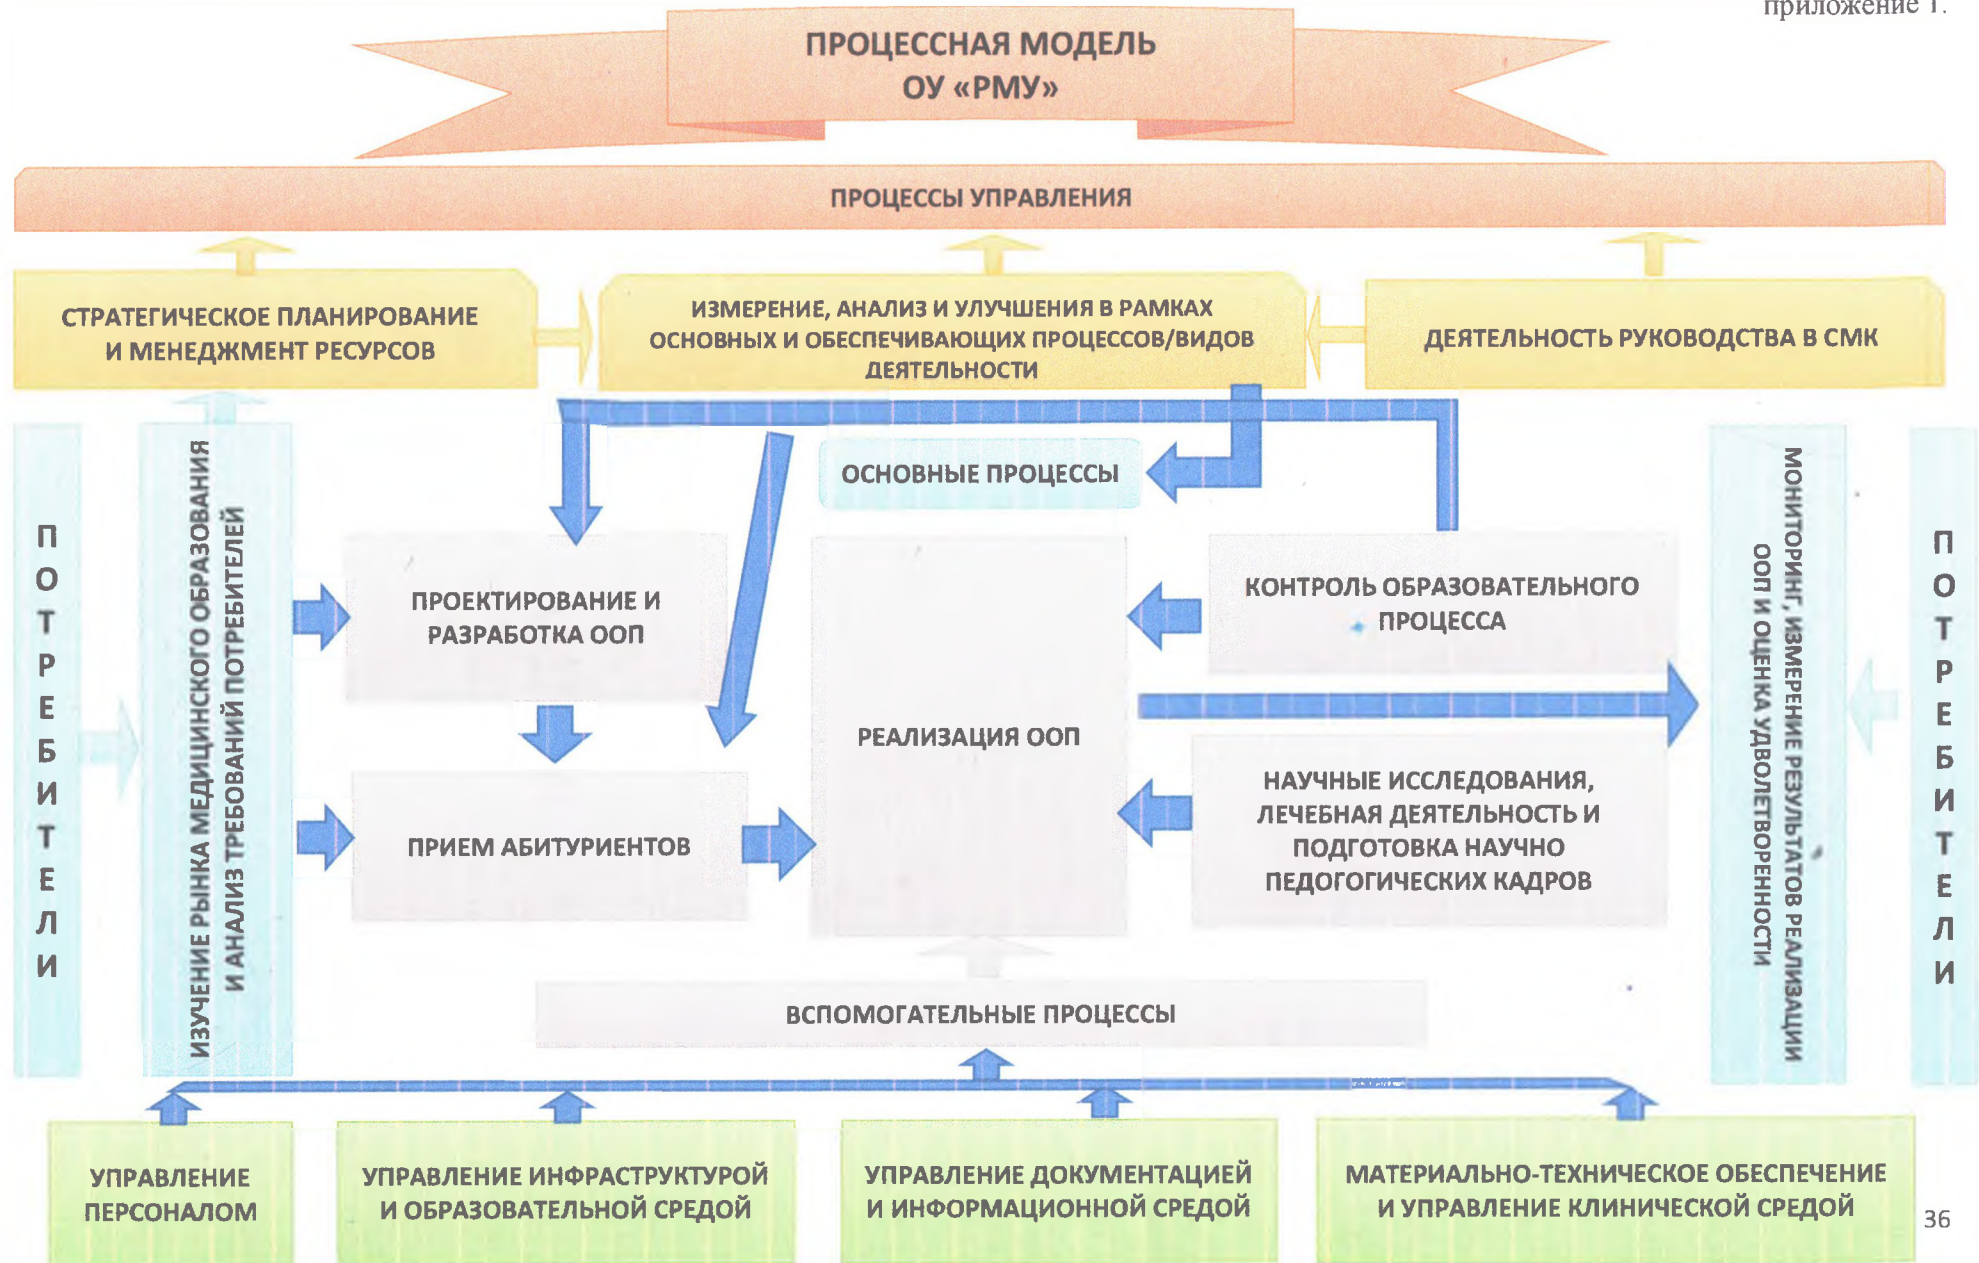 приложение 1.
ПРОЦЕССНАЯ МОДЕЛЬ
ОУ «РМУ»
ПРОЦЕССЫ УПРАВЛЕНИЯ
СТРАТЕГИЧЕСКОЕ ПЛАНИРОВАНИЕ
И МЕНЕДЖМЕНТ РЕСУРСОВ
ИЗМЕРЕНИЕ, АНАЛИЗ И УЛУЧШЕНИЯ В РАМКАХ
ОСНОВНЫХ И ОБЕСПЕЧИВАЮЩИХ ПРОЦЕССОВ/ВИДОВ
ДЕЯТЕЛЬНОСТИ
ДЕЯТЕЛЬНОСТЬ РУКОВОДСТВА В СМК
ПОТРЕБИТЕЛИ
ИЗУЧЕНИЕ РЫНКА МЕДИЦИНСКОГО ОБРАЗОВАНИЯ
И АНАЛИЗ ТРЕБОВАНИЙ ПОТРЕБИТЕЛЕЙ
ОСНОВНЫЕ ПРОЦЕССЫ
ПРОЕКТИРОВАНИЕ И
РАЗРАБОТКА ООП
ПРИЕМ АБИТУРИЕНТОВ
РЕАЛИЗАЦИЯ ООП
КОНТРОЛЬ ОБРАЗОВАТЕЛЬНОГО
ПРОЦЕССА
НАУЧНЫЕ ИССЛЕДОВАНИЯ,
ЛЕЧЕБНАЯ ДЕЯТЕЛЬНОСТЬ И
ПОДГОТОВКА НАУЧНО
ПЕДОГОГИЧЕСКИХ КАДРОВ
МОНИТОРИНГ, ИЗМЕРЕНИЕ РЕЗУЛЬТАТОВ РЕАЛИЗАЦИИ
ООП И ОЦЕНКА УДВОЛЕТВОРЕННОСТИ
ПОТРЕБИТЕЛИ
ВСПОМОГАТЕЛЬНЫЕ ПРОЦЕССЫ
УПРАВЛЕНИЕ
ПЕРСОНАЛОМ
УПРАВЛЕНИЕ ИНФРАСТРУКТУРОЙ
И ОБРАЗОВАТЕЛЬНОЙ СРЕДОЙ
УПРАВЛЕНИЕ ДОКУМЕНТАЦИЕЙ
И ИНФОРМАЦИОННОЙ СРЕДОЙ
МАТЕРИАЛЬНО-ТЕХНИЧЕСКОЕ ОБЕСПЕЧЕНИЕ
И УПРАВЛЕНИЕ КЛИНИЧЕСКОЙ СРЕДОЙ
36